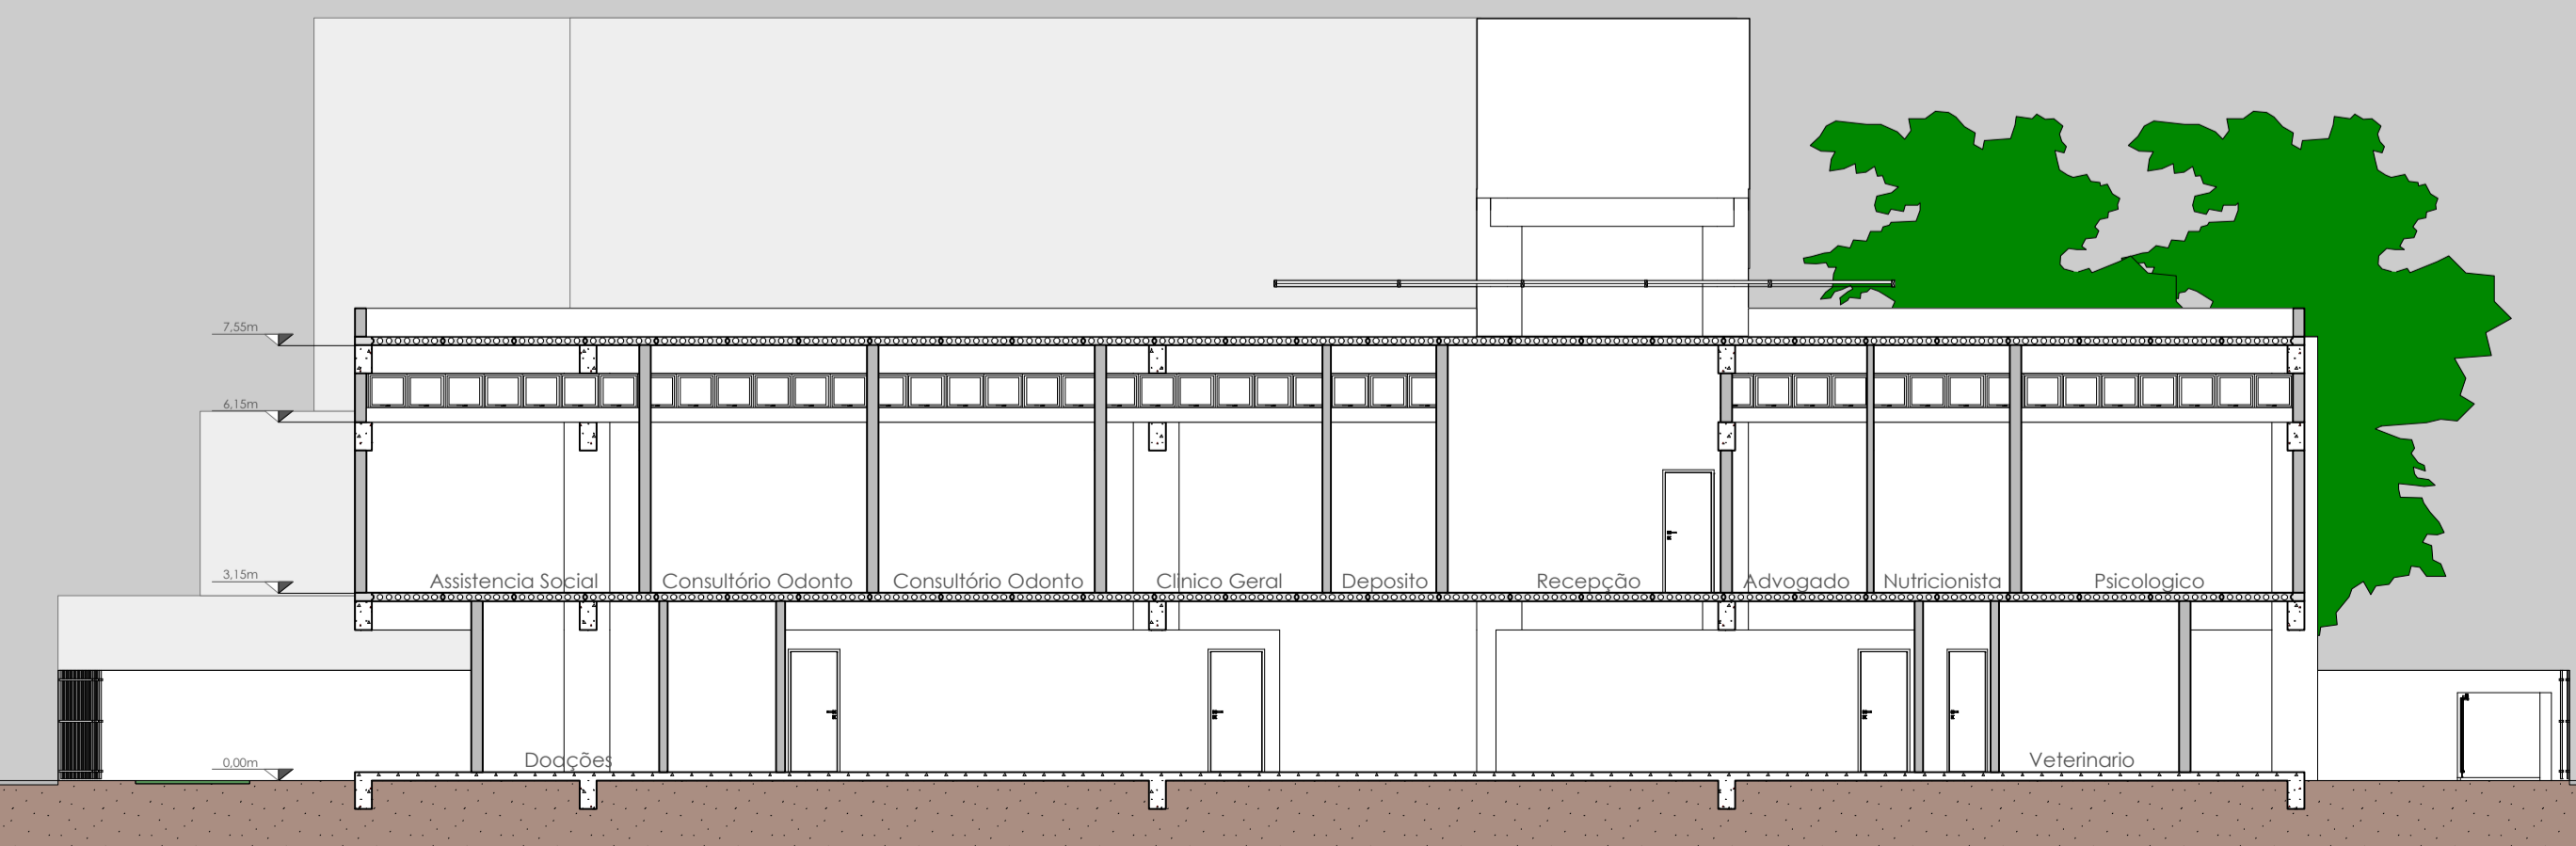 7,55m
6,15m
3,15m
Assistencia Social
Consultório Odonto
Consultório Odonto
Clinico Geral
Deposito
Recepção
Advogado
Nutricionista
Psicologico
0,00m
Doações
Veterinario